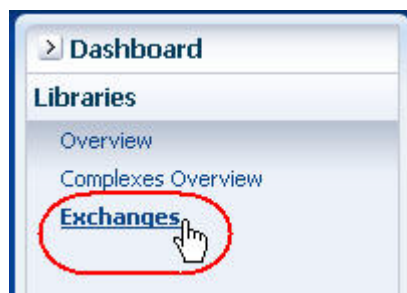 Dashboard
Libraries
Overview
Complexes Overview
Exchanges